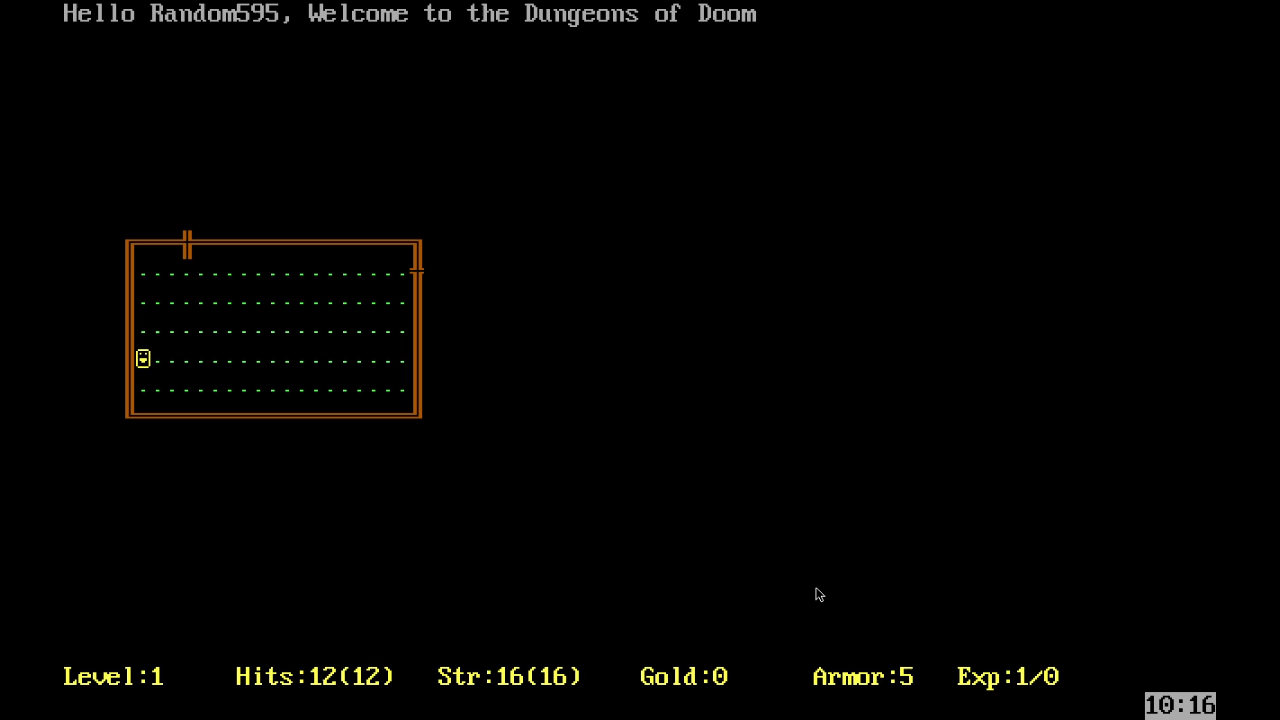 Hello Random595, Welcome to the Dungeons of Doom
Level:1 Hits:12(12) Str:16(16) Gold:0 Armor:5 Exp:1/0
10:16